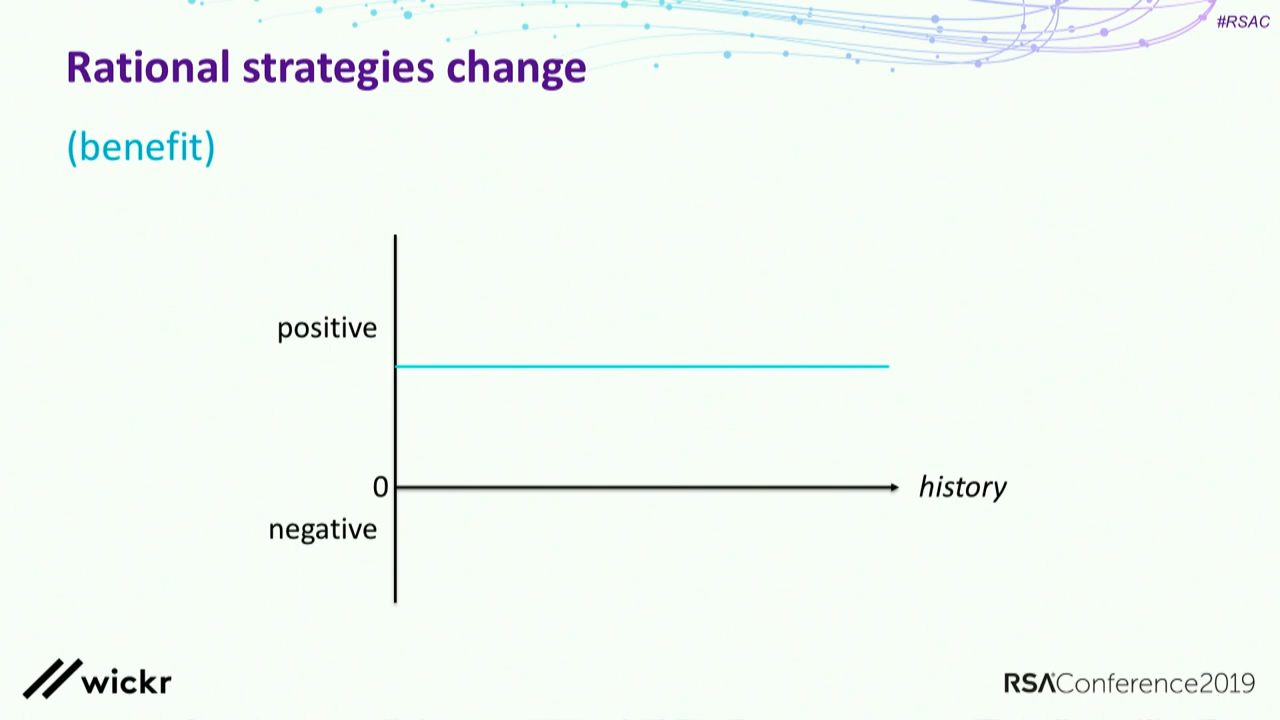 #RSAC
Rational strategies change
(benefit)
positive
0
history
negative
wickr
RSAConference2019